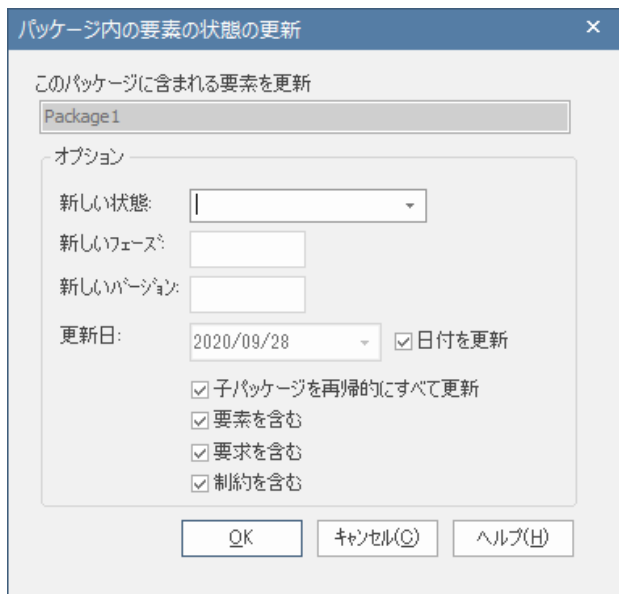 パッケージ内の要素の状態の更新
このパッケージに含まれる要素を更新
Package1
オプション
新しい状態:
新しいフェーズ:
新しいバージョン:
更新日:
2020/09/28
日付を更新
子パッケージを再帰的にすべて更新
要素を含む
要求を含む
制約を含む
OK
キャンセル(C)
ヘルプ(H)